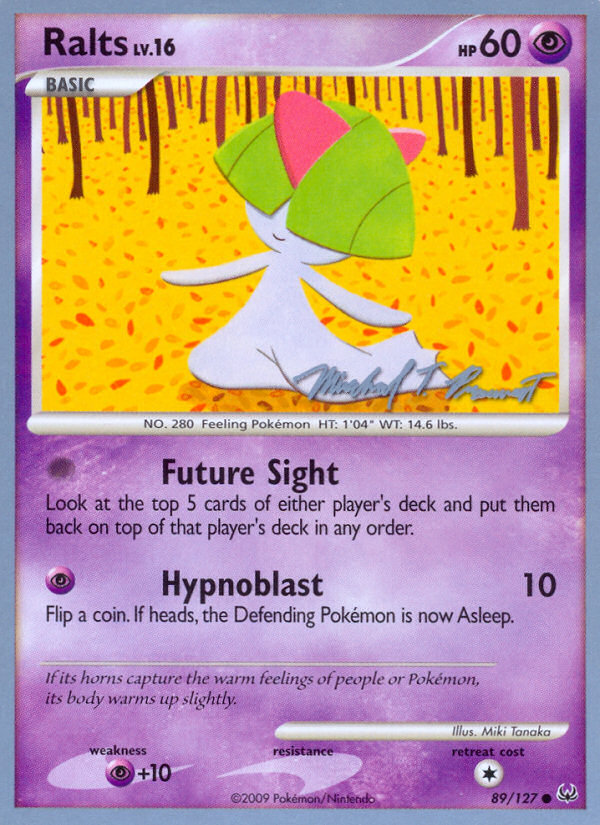 Ralts LV.16 HP 60
BASIC
Michael T. Pramawat
NO. 280 Feeling Pokémon HT: 1'04" WT: 14.6 lbs.
Future Sight
Look at the top 5 cards of either player's deck and put them
back on top of that player's deck in any order.
Hypnoblast 10
Flip a coin. If heads, the Defending Pokémon is now Asleep.
If its horns capture the warm feelings of people or Pokémon,
its body warms up slightly.
Illus. Miki Tanaka
weakness resistance retreat cost
+10
©2009 Pokémon/Nintendo 89/127